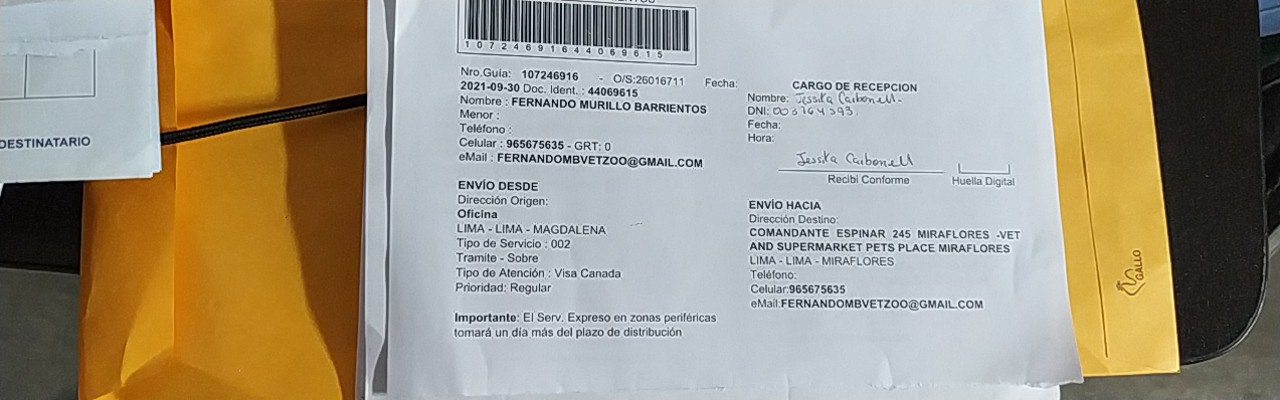 10724691644069615
Nro.Guía: 107246916 - O/S:26016711 Fecha:
2021-09-30 Doc. Ident. : 44069615
Nombre : FERNANDO MURILLO BARRIENTOS
Menor :
Teléfono :
Celular : 965675635 - GRT: 0
eMail : FERNANDOMBVETZOO@GMAIL.COM
ENVÍO DESDE
Dirección Origen:
Oficina
LIMA - LIMA - MAGDALENA
Tipo de Servicio : 002
Tramite - Sobre
Tipo de Atención : Visa Canada
Prioridad: Regular
Importante: El Serv. Expreso en zonas periféricas
tomará un día más del plazo de distribución
CARGO DE RECEPCION
Nombre: Jessika Carbonell
DNI: 003764393
Fecha:
Hora:
Jessika Carbonell
Recibí Conforme
Huella Digital
ENVÍO HACIA
Dirección Destino:
COMANDANTE ESPINAR 245 MIRAFLORES -VET
AND SUPERMARKET PETS PLACE MIRAFLORES
LIMA - LIMA - MIRAFLORES
Teléfono:
Celular:965675635
eMail:FERNANDOMBVETZOO@GMAIL.COM
DESTINATARIO
GALLO